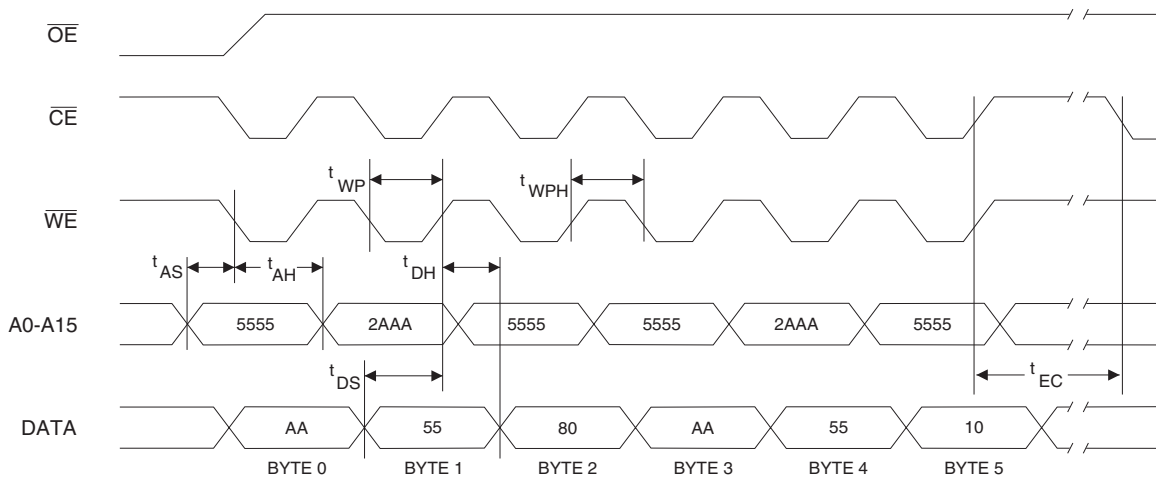 OE
CE
t WP
t WPH
WE
t AS
t AH
t DH
A0-A15
5555
2AAA
5555
5555
2AAA
5555
t DS
t EC
DATA
AA
55
80
AA
55
10
BYTE 0
BYTE 1
BYTE 2
BYTE 3
BYTE 4
BYTE 5